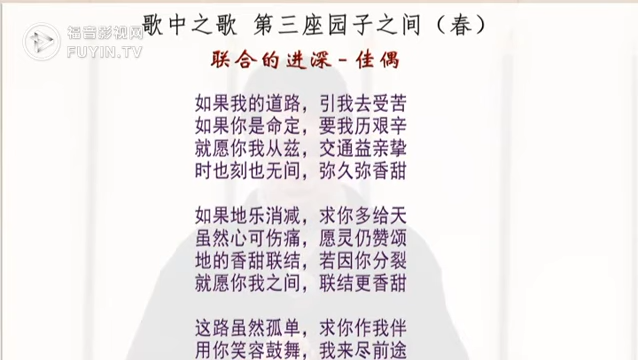 福音影视网
FUYIN.TV
歌中之歌 第三座园子之间（春）
联合的进深-佳偶
如果我的道路，引我去受苦
如果你是命定，要我历艰辛
就愿你我从兹，交通益亲挚
时也刻也无间，弥久弥香甜
如果地乐消减，求你多给天
虽然心可伤痛，愿灵仍赞颂
地的香甜联结，若因你分裂
就愿你我之间，联结更香甜
这路虽然孤单，求你作我伴
用你笑容鼓舞，我来尽前途